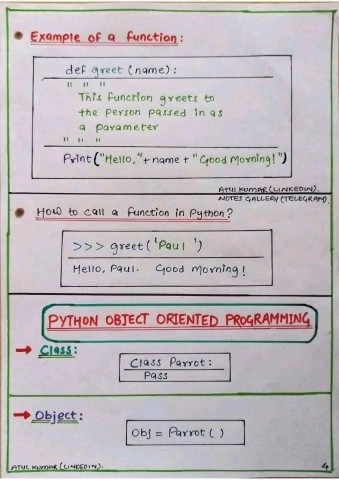 Example of a function:
def greet (name):
" " "
This function greets to
the person passed in as
a parameter
" " "
Print("Hello,"+name+"Good morning!")
ATUL KUMAR (LINKEDIN).
NOTES GALLERY (TELEGRAM).
How to call a function in Python?
>>> greet('Paul ')
Hello, Paul. Good morning!
PYTHON OBJECT ORIENTED PROGRAMMING
→ Class:
Class Parrot:
Pass
→ Object:
Obj = Parrot ( )
ATUL KUMAR (LINKEDIN).
4